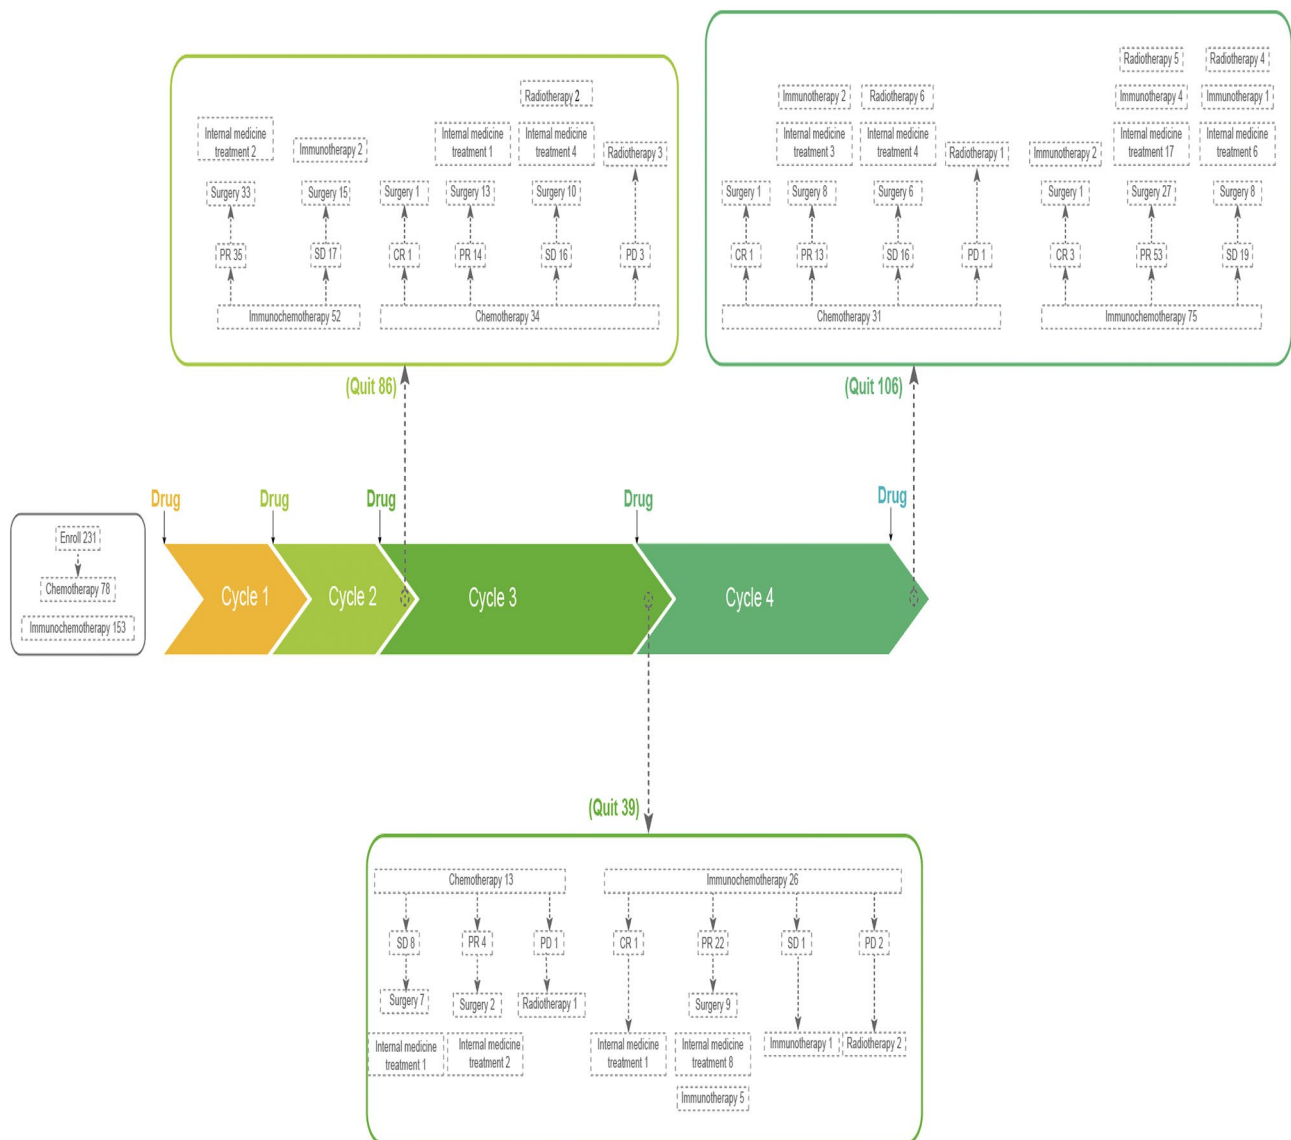 Radiotherapy 2
Internal medicine
treatment 2
Immunotherapy 2
Internal medicine
treatment 1
Internal medicine
treatment 4
Radiotherapy 3
Surgery 33
Surgery 15
Surgery 1
Surgery 13
Surgery 10
PR 35
SD 17
CR 1
PR 14
SD 16
PD 3
Immunochemotherapy 52
Chemotherapy 34
(Quit 86)
Radiotherapy 5
Radiotherapy 4
Immunotherapy 2
Radiotherapy 6
Immunotherapy 4
Immunotherapy 1
Internal medicine
treatment 3
Internal medicine
treatment 4
Radiotherapy 1
Immunotherapy 2
Internal medicine
treatment 17
Internal medicine
treatment 6
Surgery 1
Surgery 8
Surgery 6
Surgery 1
Surgery 27
Surgery 8
CR 1
PR 13
SD 16
PD 1
CR 3
PR 53
SD 19
Chemotherapy 31
Immunochemotherapy 75
(Quit 106)
Drug
Drug
Drug
Drug
Drug
Enroll 231
Chemotherapy 78
Immunochemotherapy 153
Cycle 1
Cycle 2
Cycle 3
Cycle 4
(Quit 39)
Chemotherapy 13
Immunochemotherapy 26
SD 8
PR 4
PD 1
CR 1
PR 22
SD 1
PD 2
Surgery 7
Surgery 2
Radiotherapy 1
Surgery 9
Internal medicine
treatment 1
Internal medicine
treatment 2
Internal medicine
treatment 1
Internal medicine
treatment 8
Immunotherapy 1
Radiotherapy 2
Immunotherapy 5